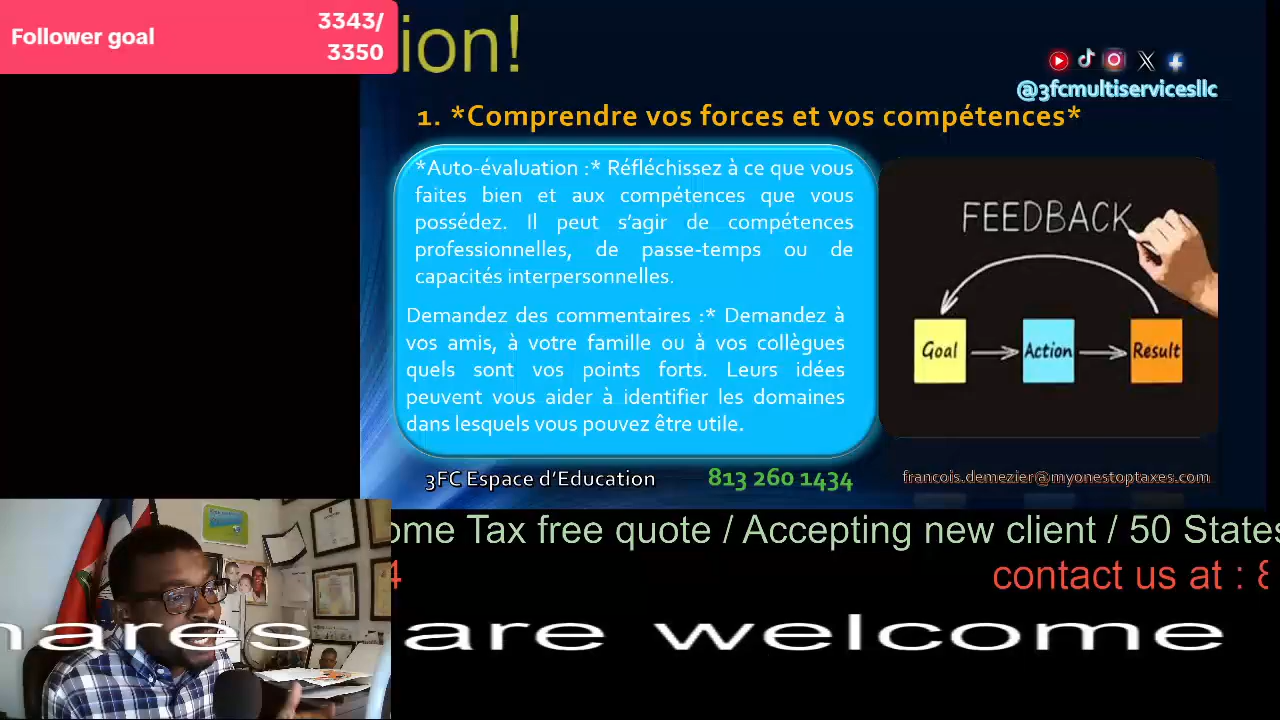 Follower goal
3343/
3350
ion!
@3fcmultiservicesllc
1. *Comprendre vos forces et vos compétences*
*Auto-évaluation :* Réfléchissez à ce que vous
faites bien et aux compétences que vous
possédez. Il peut s’agir de compétences
professionnelles, de passe-temps ou de
capacités interpersonnelles.
Demandez des commentaires :* Demandez à
vos amis, à votre famille ou à vos collègues
quels sont vos points forts. Leurs idées
peuvent vous aider à identifier les domaines
dans lesquels vous pouvez être utile.
FEEDBACK
Goal
Action
Result
3FC Espace d’Education
813 260 1434
francois.demezier@myonestoptaxes.com
ome Tax free quote / Accepting new client / 50 States
4
contact us at : 8
hares are welcome